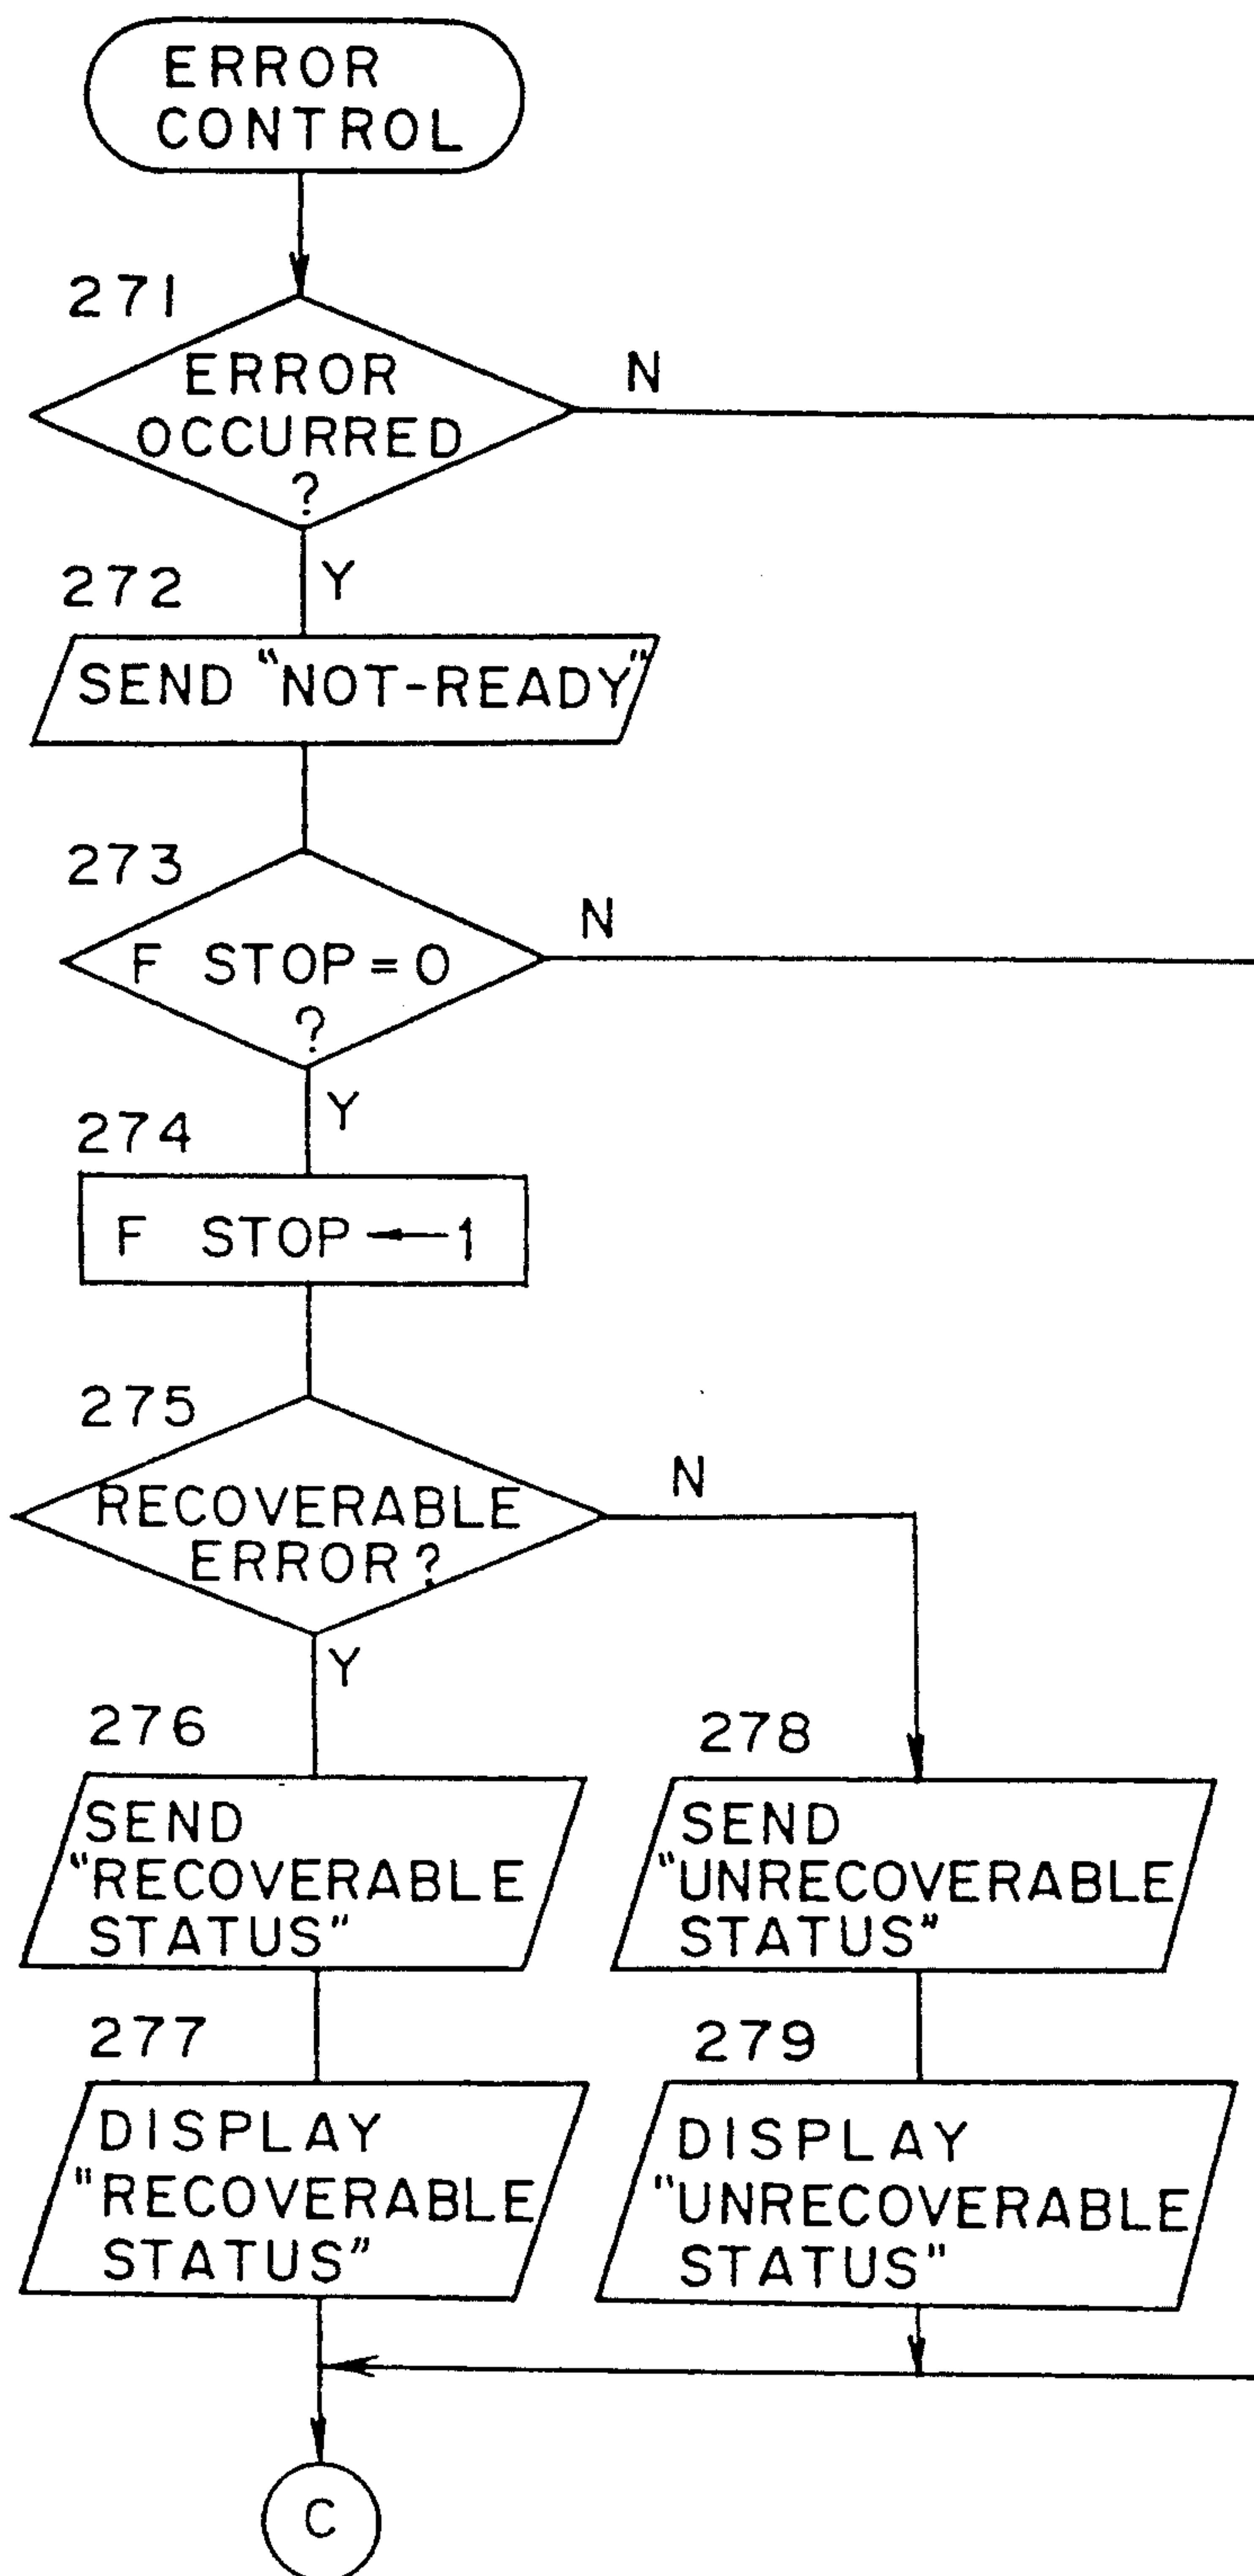 ERROR
CONTROL
271
ERROR
OCCURRED
?
N
Y
272
SEND "NOT-READY"
273
F STOP = 0
?
N
Y
274
F STOP ← 1
275
RECOVERABLE
ERROR?
N
Y
276
SEND
"RECOVERABLE
STATUS"
278
SEND
"UNRECOVERABLE
STATUS"
277
DISPLAY
"RECOVERABLE
STATUS"
279
DISPLAY
"UNRECOVERABLE
STATUS"
C